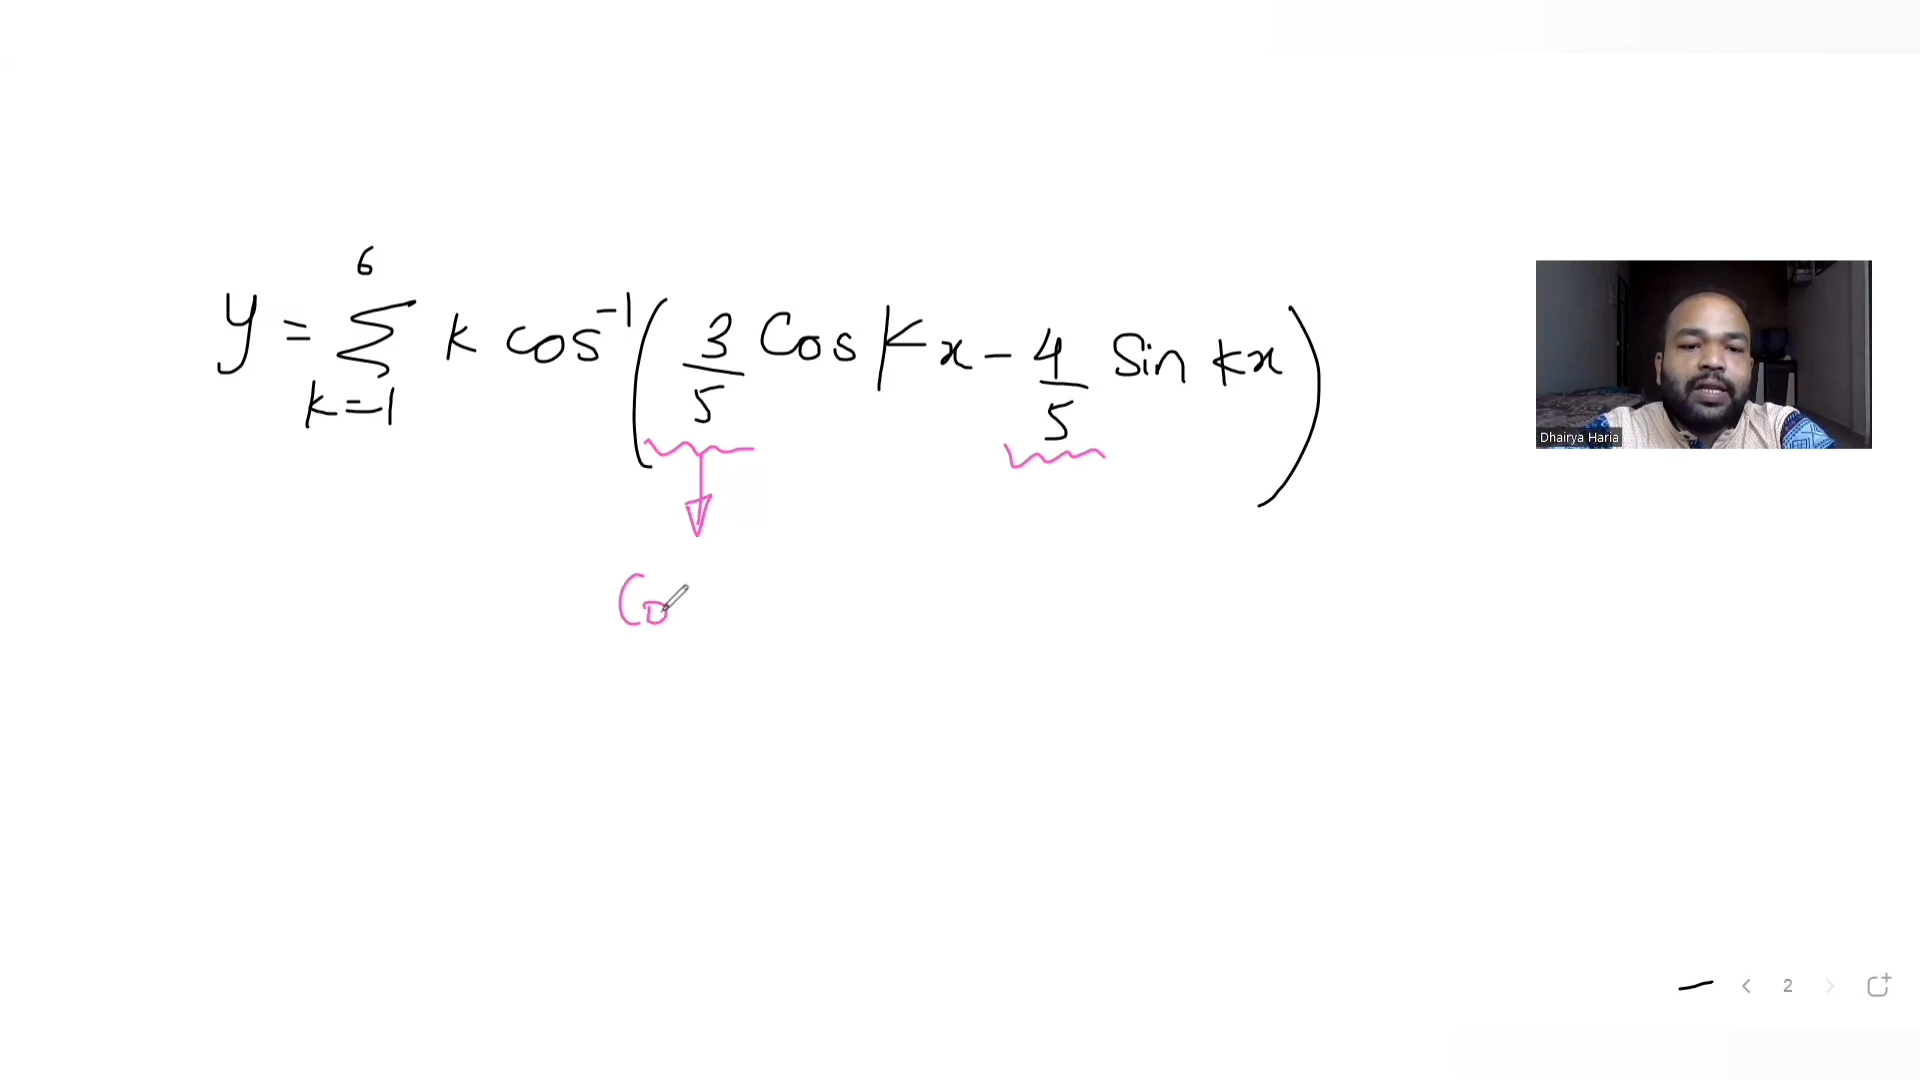 6
y = Σ k cos⁻¹( 3/5 Cos Kx - 4/5 Sin kx )
k=1
Co
Dhairya Haria
2